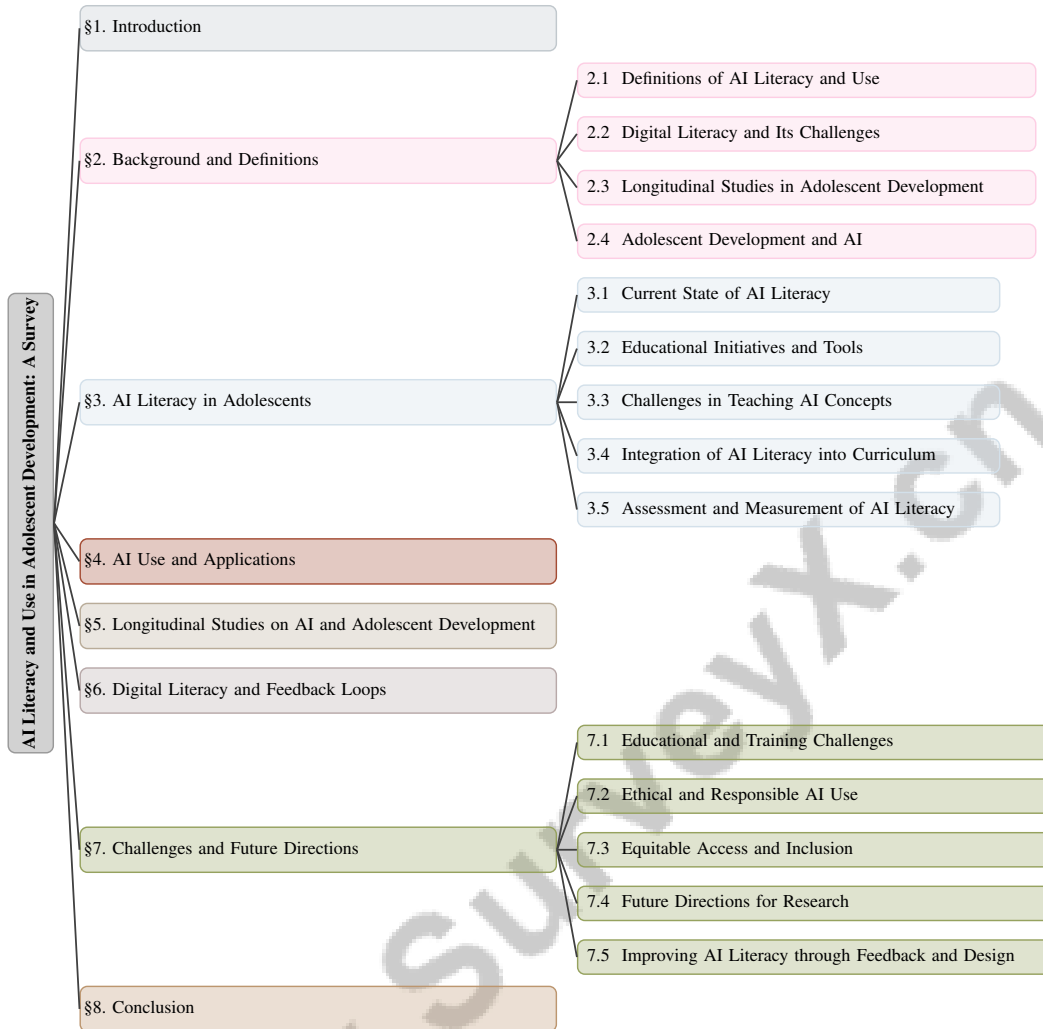 AI Literacy and Use in Adolescent Development: A Survey
§1. Introduction
§2. Background and Definitions
2.1 Definitions of AI Literacy and Use
2.2 Digital Literacy and Its Challenges
2.3 Longitudinal Studies in Adolescent Development
2.4 Adolescent Development and AI
§3. AI Literacy in Adolescents
3.1 Current State of AI Literacy
3.2 Educational Initiatives and Tools
3.3 Challenges in Teaching AI Concepts
3.4 Integration of AI Literacy into Curriculum
3.5 Assessment and Measurement of AI Literacy
§4. AI Use and Applications
§5. Longitudinal Studies on AI and Adolescent Development
§6. Digital Literacy and Feedback Loops
§7. Challenges and Future Directions
7.1 Educational and Training Challenges
7.2 Ethical and Responsible AI Use
7.3 Equitable Access and Inclusion
7.4 Future Directions for Research
7.5 Improving AI Literacy through Feedback and Design
§8. Conclusion
SurveyX.cn